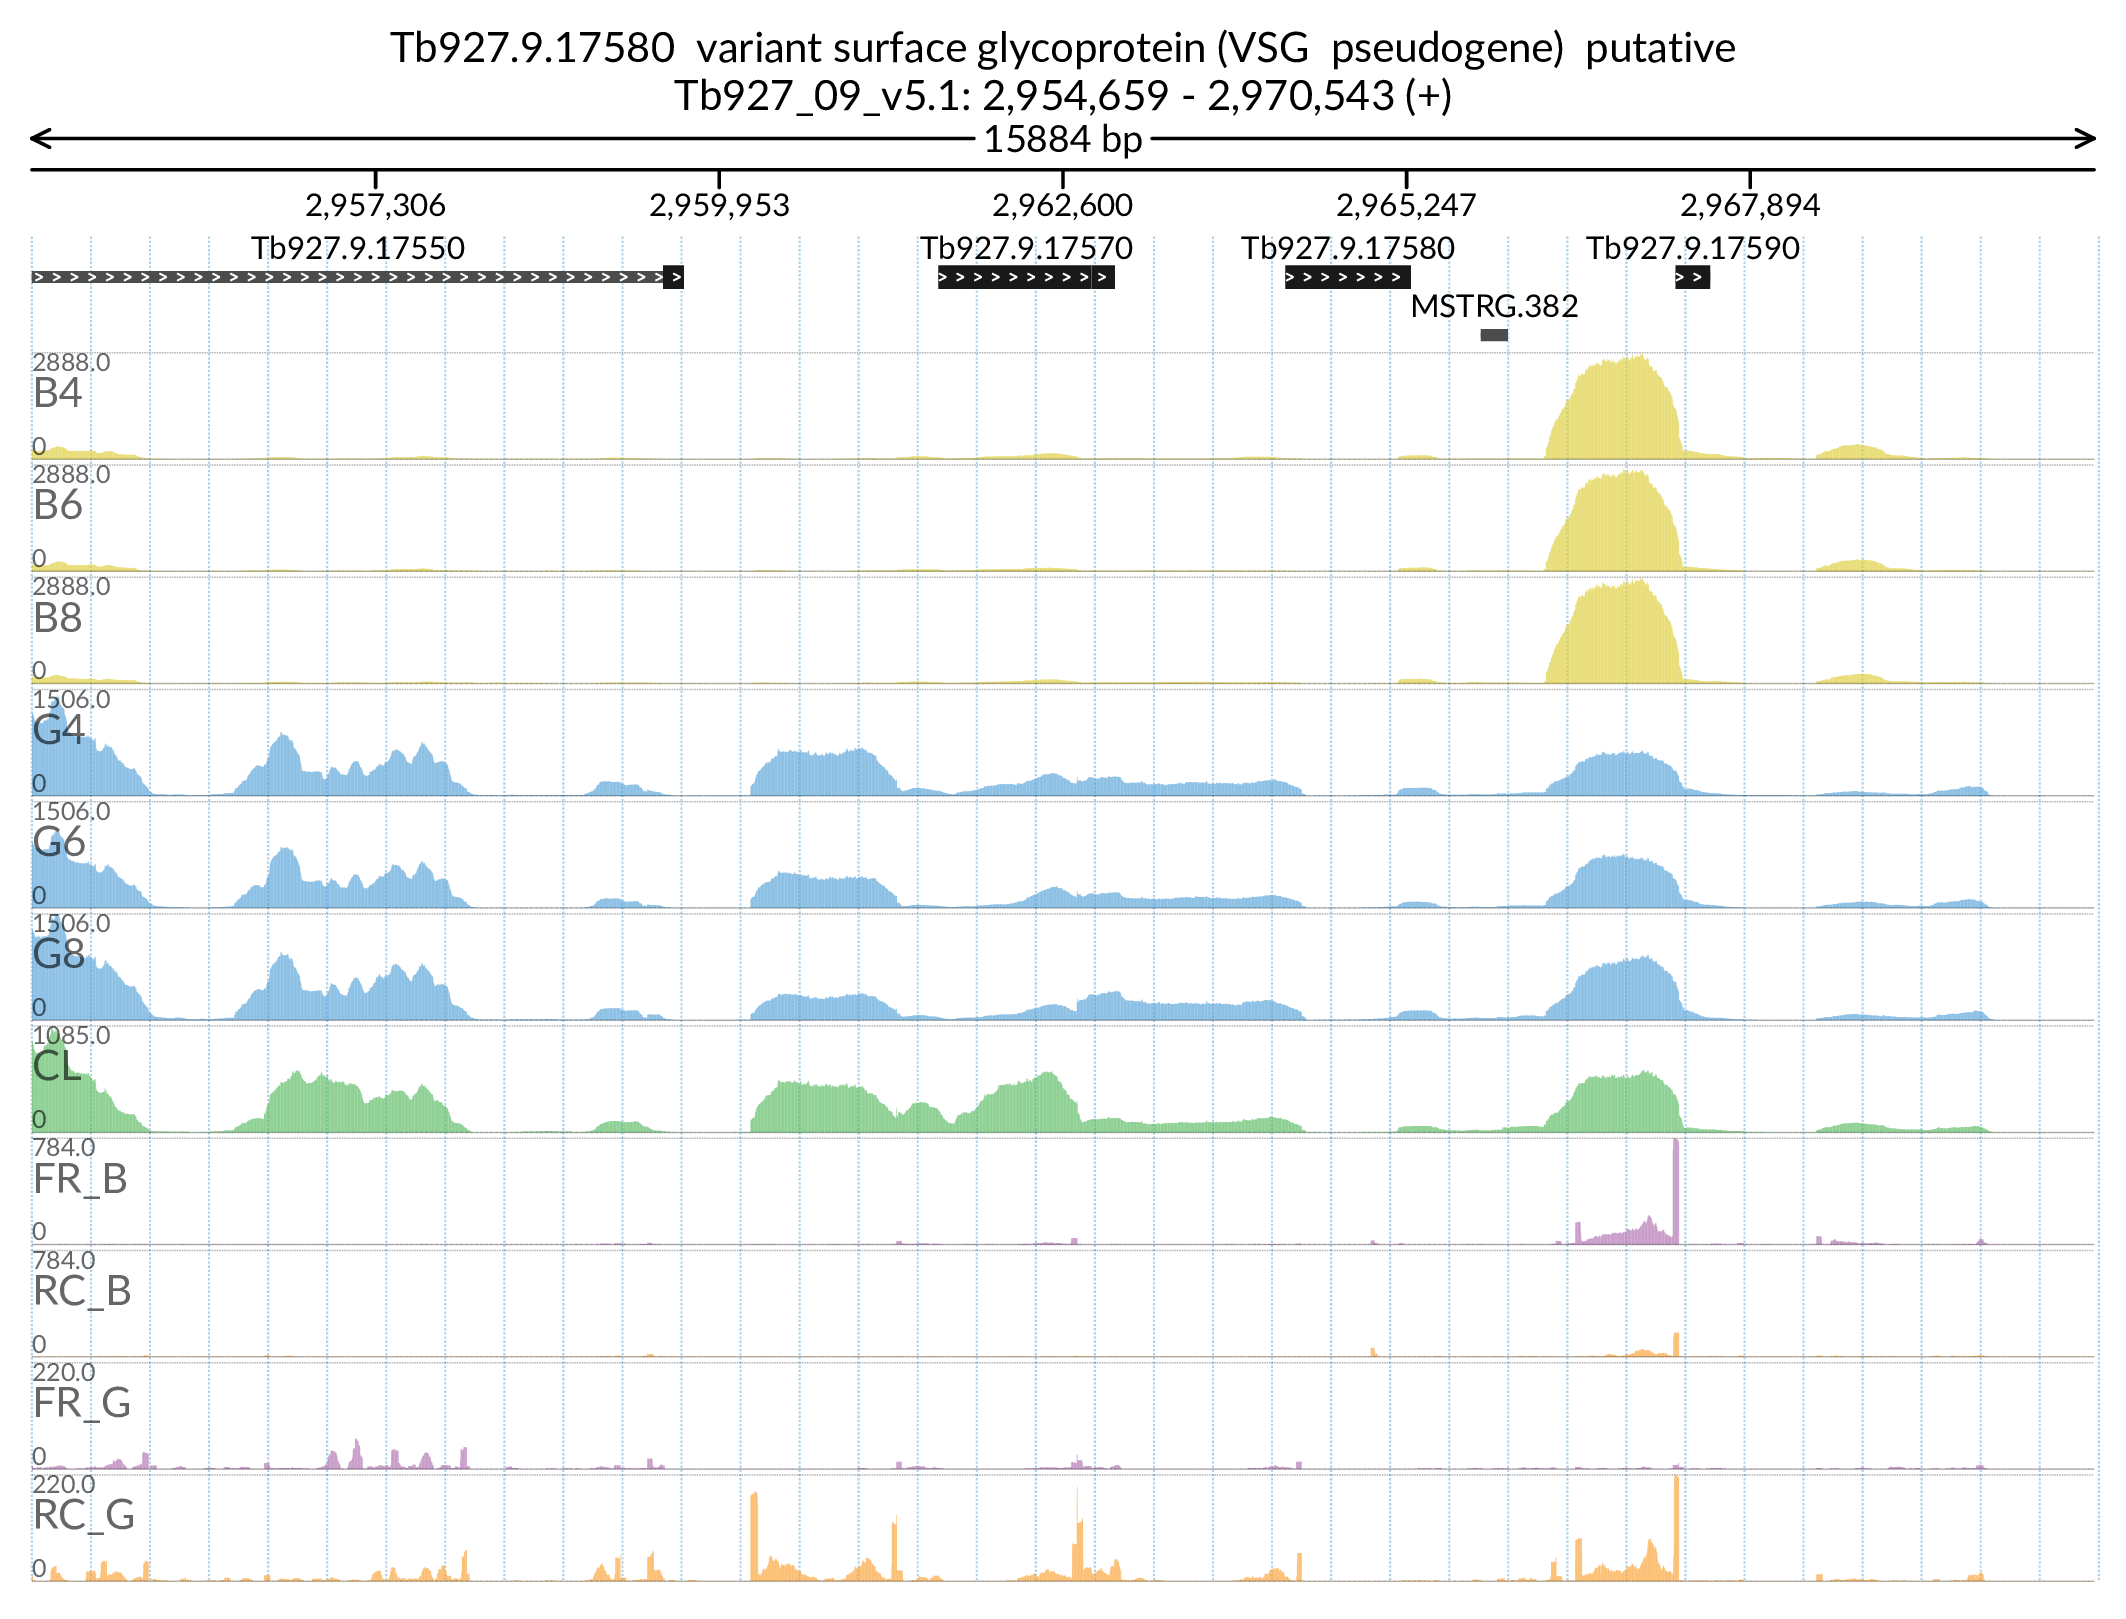 Tb927.9.17580  variant surface glycoprotein (VSG  pseudogene)  putative
Tb927_09_v5.1: 2,954,659 - 2,970,543 (+)
15884 bp
2,957,306 2,959,953 2,962,600 2,965,247 2,967,894
Tb927.9.17550 Tb927.9.17570 Tb927.9.17580 Tb927.9.17590
MSTRG.382
2888.0
B4
0
2888.0
B6
0
2888.0
B8
0
1506.0
G4
0
1506.0
G6
0
1506.0
G8
0
1085.0
CL
0
784.0
FR_B
0
784.0
RC_B
0
220.0
FR_G
0
220.0
RC_G
0